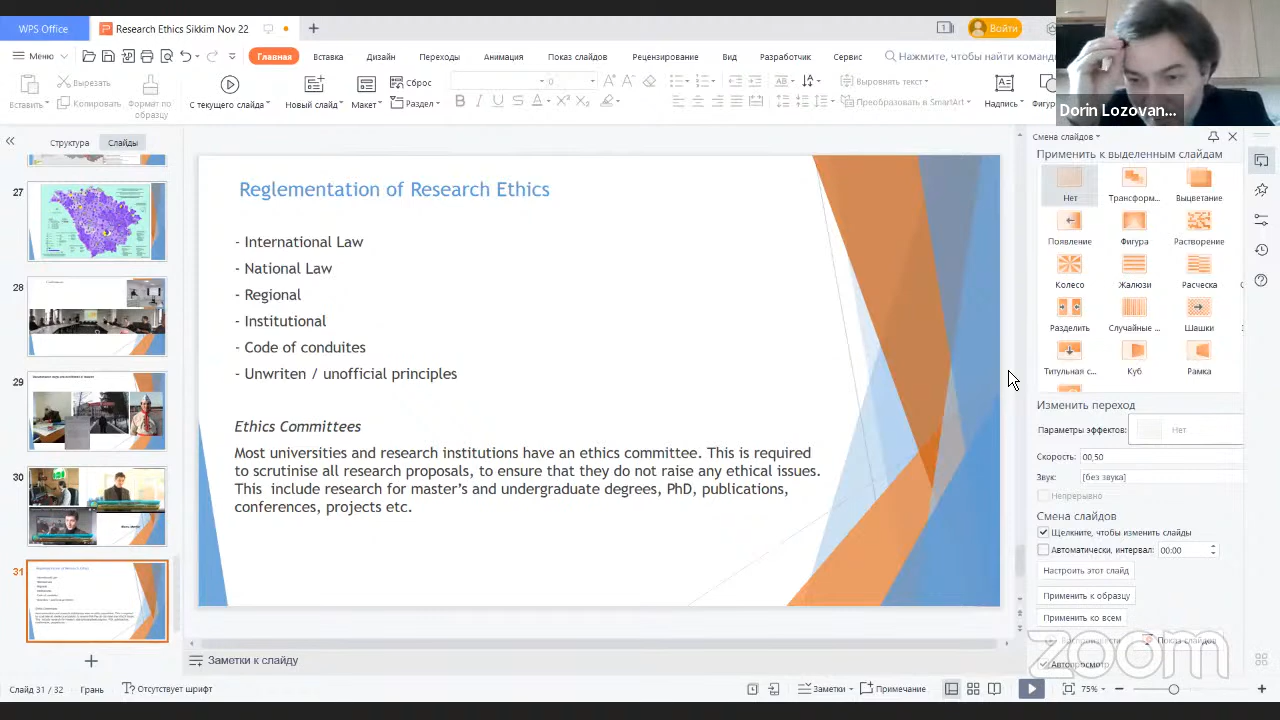 WPS Office
Research Ethics Sikkim Nov 22
1
Войти
Меню
Главная
Вставка
Дизайн
Переходы
Анимация
Показ слайдов
Рецензирование
Вид
Разработчик
Сервис
Нажмите, чтобы найти команд
Вырезать
Копировать
Формат по
образцу
С текущего слайда
Новый слайд
Макет
Сброс
Раздел
0
Выровнять текст
Преобразовать в SmartArt
Надпись
Фигур
Dorin Lozovan...
Структура
Слайды
27
28
29
30
31
Reglementation of Research Ethics
- International Law
- National Law
- Regional
- Institutional
- Code of conduites
- Unwriten / unofficial principles
Ethics Committees
Most universities and research institutions have an ethics committee. This is required
to scrutinise all research proposals, to ensure that they do not raise any ethical issues.
This include research for master’s and undergraduate degrees, PhD, publications,
conferences, projects etc.
Смена слайдов
Применить к выделенным слайдам
Нет
Трансформ...
Выцветание
Появление
Фигура
Растворение
Колесо
Жалюзи
Расческа
Разделить
Случайные ...
Шашки
Титульная с...
Куб
Рамка
Изменить переход
Параметры эффектов:
Нет
Скорость:
00,50
Звук:
[без звука]
Непрерывно
Смена слайдов
Щелкните, чтобы изменить слайды
Автоматически, интервал:
00:00
Настроить этот слайд
Применить к образцу
Применить ко всем
Воспроизвести
Показ слайдов
Автопросмотр
zoom
Заметки к слайду
Слайд 31 / 32
Грань
Отсутствует шрифт
Заметки
Примечание
75%